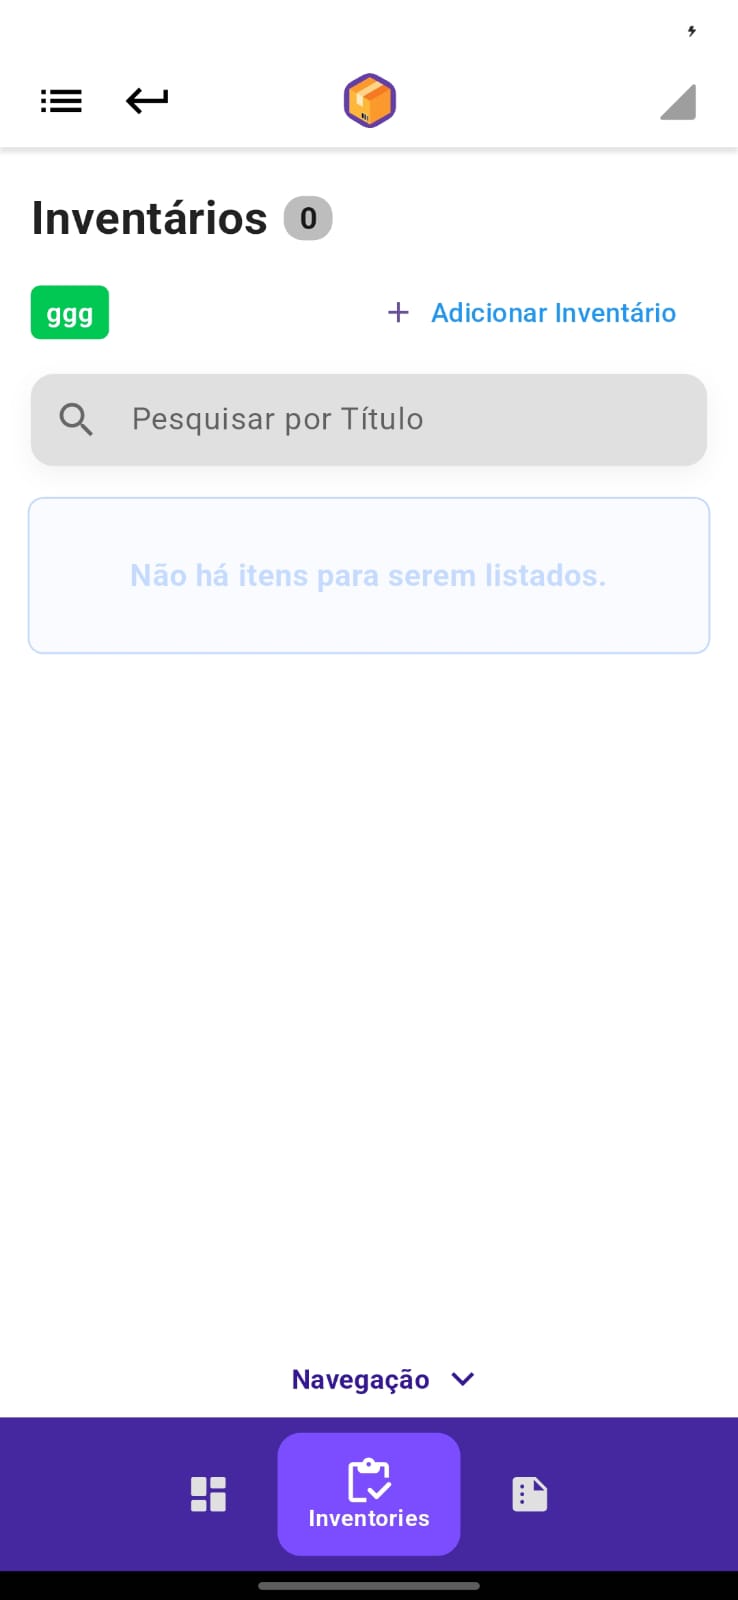 Inventários 0
ggg
+ Adicionar Inventário
Pesquisar por Título
Não há itens para serem listados.
Navegação
Inventories